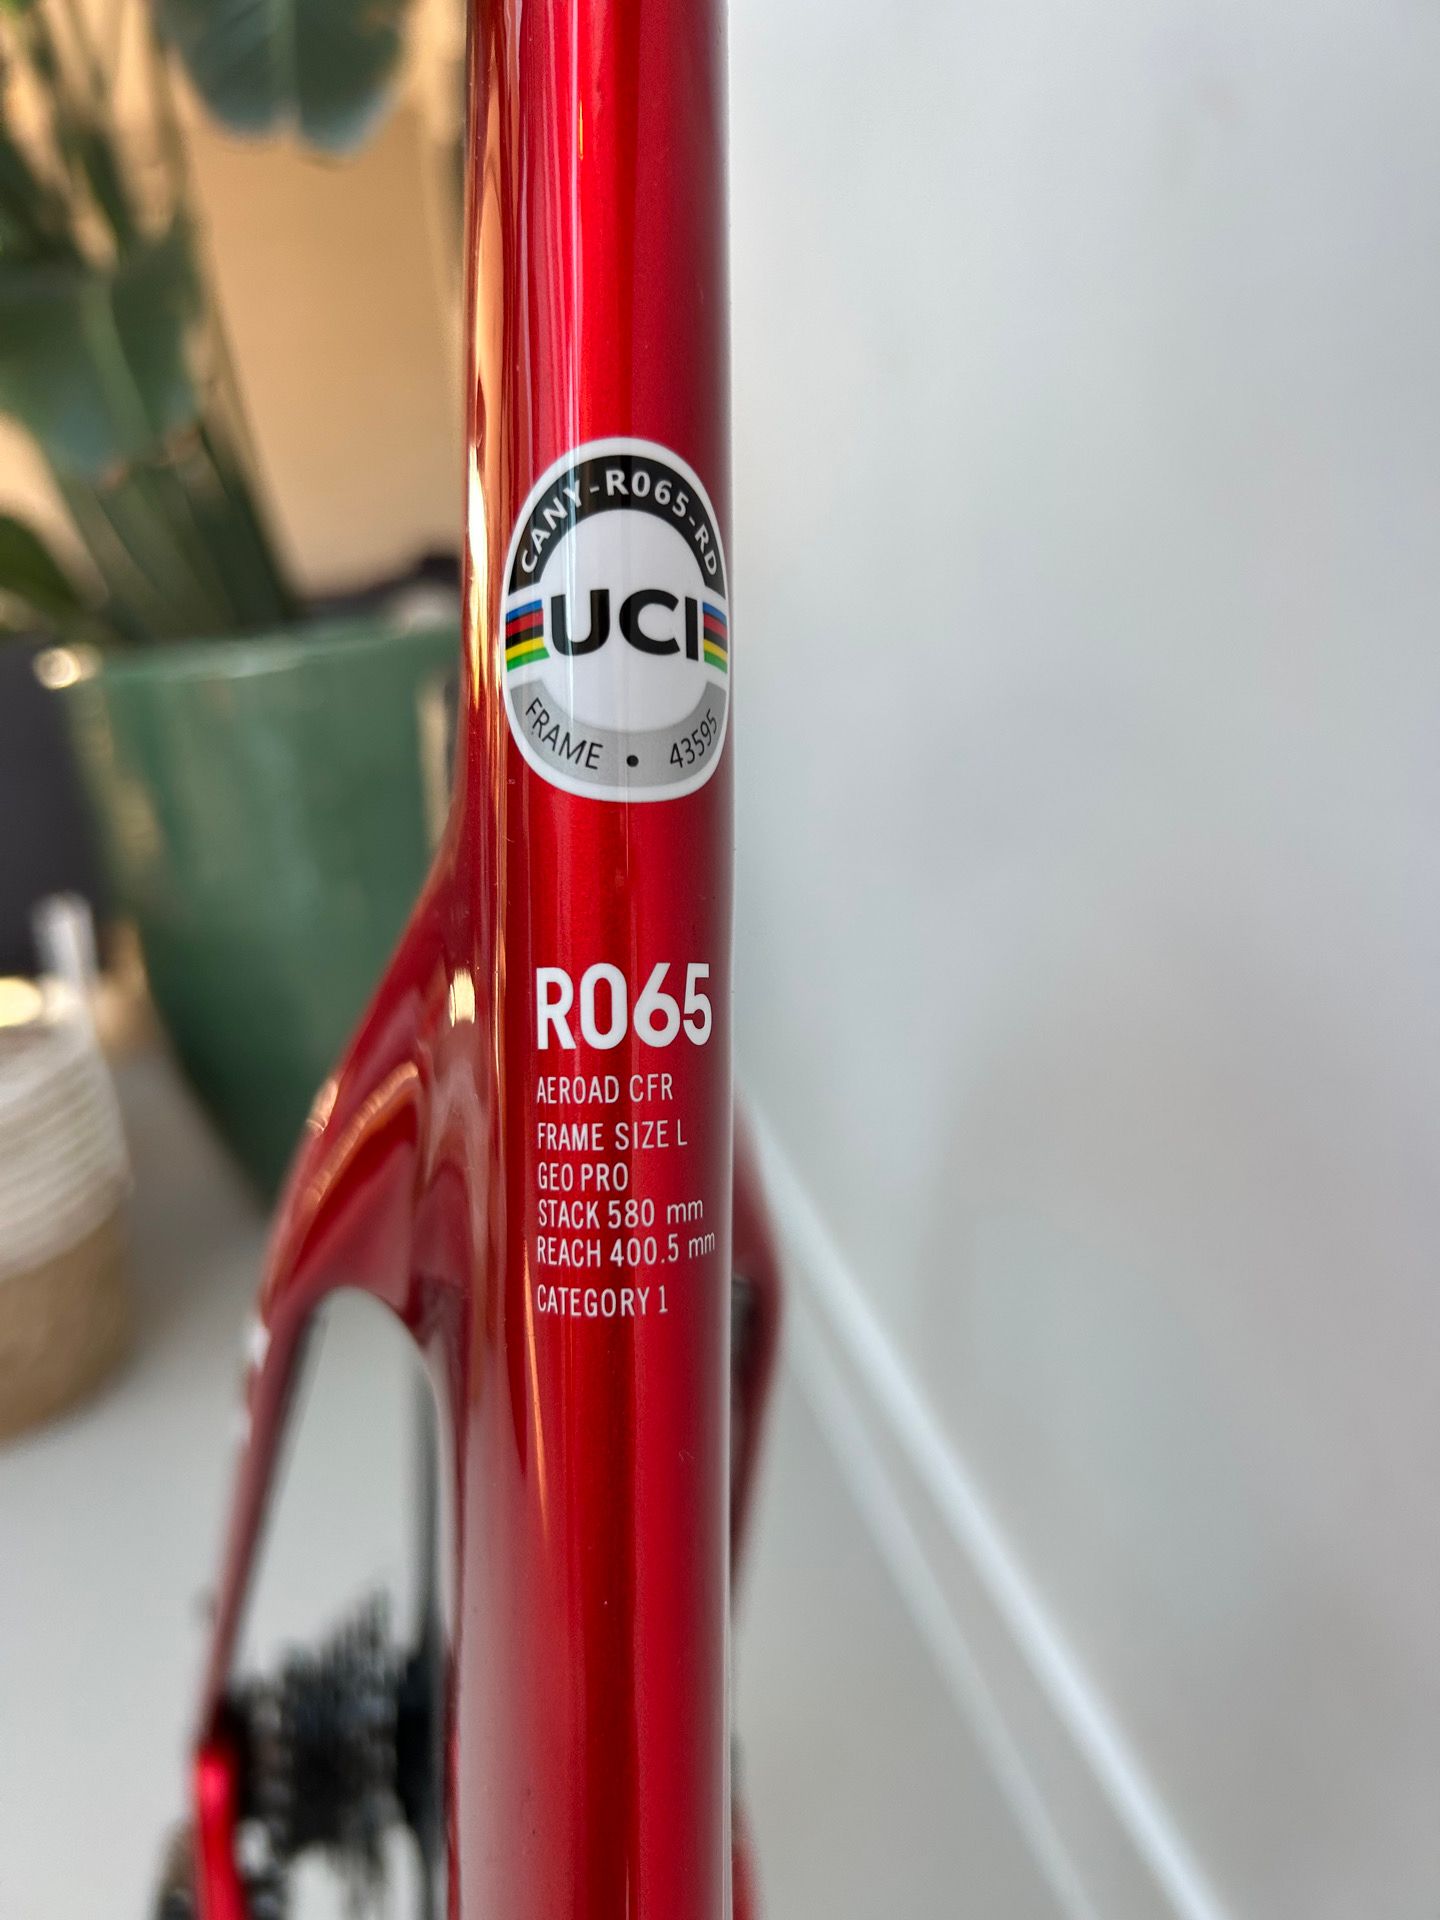 CANY-R065-RD
UCI
FRAME • 43595
R065
AEROAD CFR
FRAME SIZE L
GEO PRO
STACK 580 mm
REACH 400.5 mm
CATEGORY 1